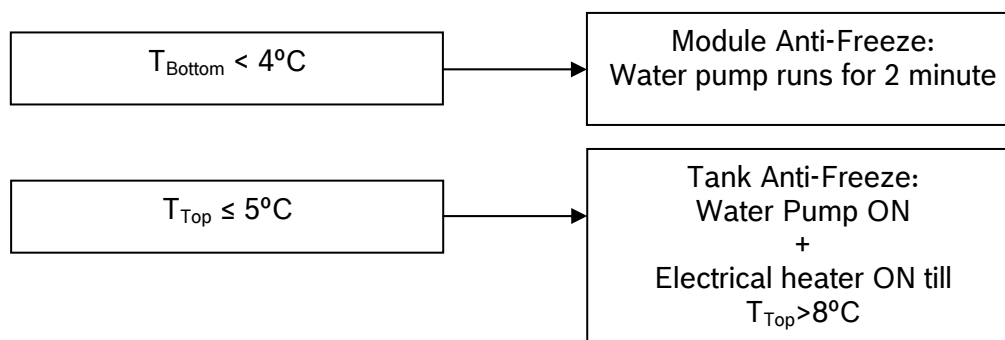 T_Bottom < 4ºC
Module Anti-Freeze:
Water pump runs for 2 minute
T_Top ≤ 5ºC
Tank Anti-Freeze:
Water Pump ON
+
Electrical heater ON till
T_Top>8ºC